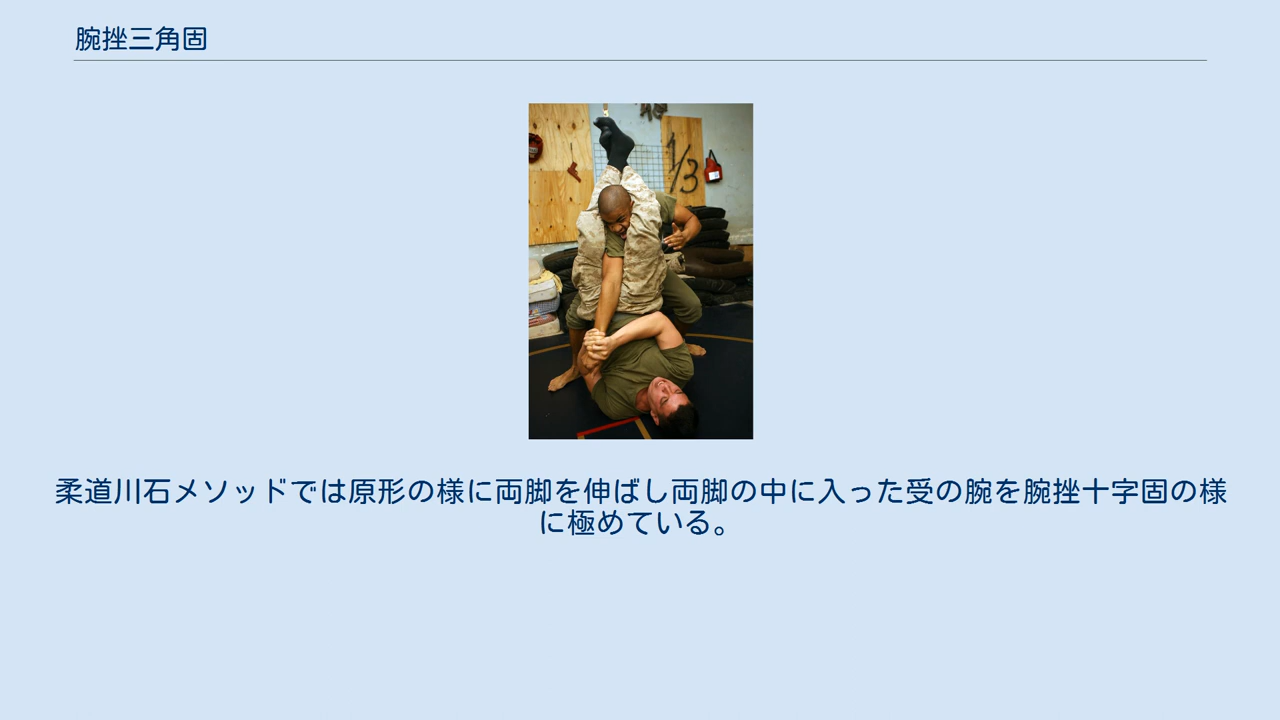 腕挫三角固
1/3
柔道川石メソッドでは原形の様に両脚を伸ばし両脚の中に入った受の腕を腕挫十字固の様
に極めている。